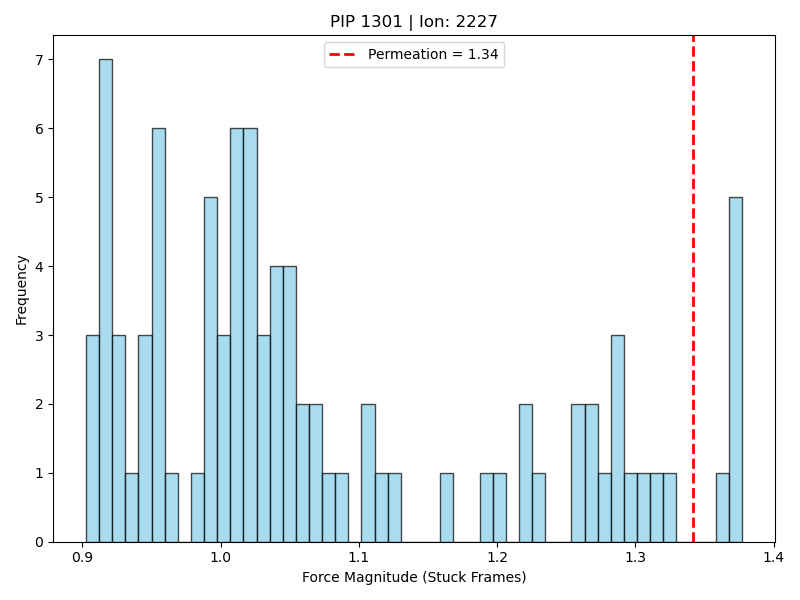 PIP 1301 | Ion: 2227
Permeation = 1.34
Frequency
7
6
5
4
3
2
1
0
0.9 1.0 1.1 1.2 1.3 1.4
Force Magnitude (Stuck Frames)